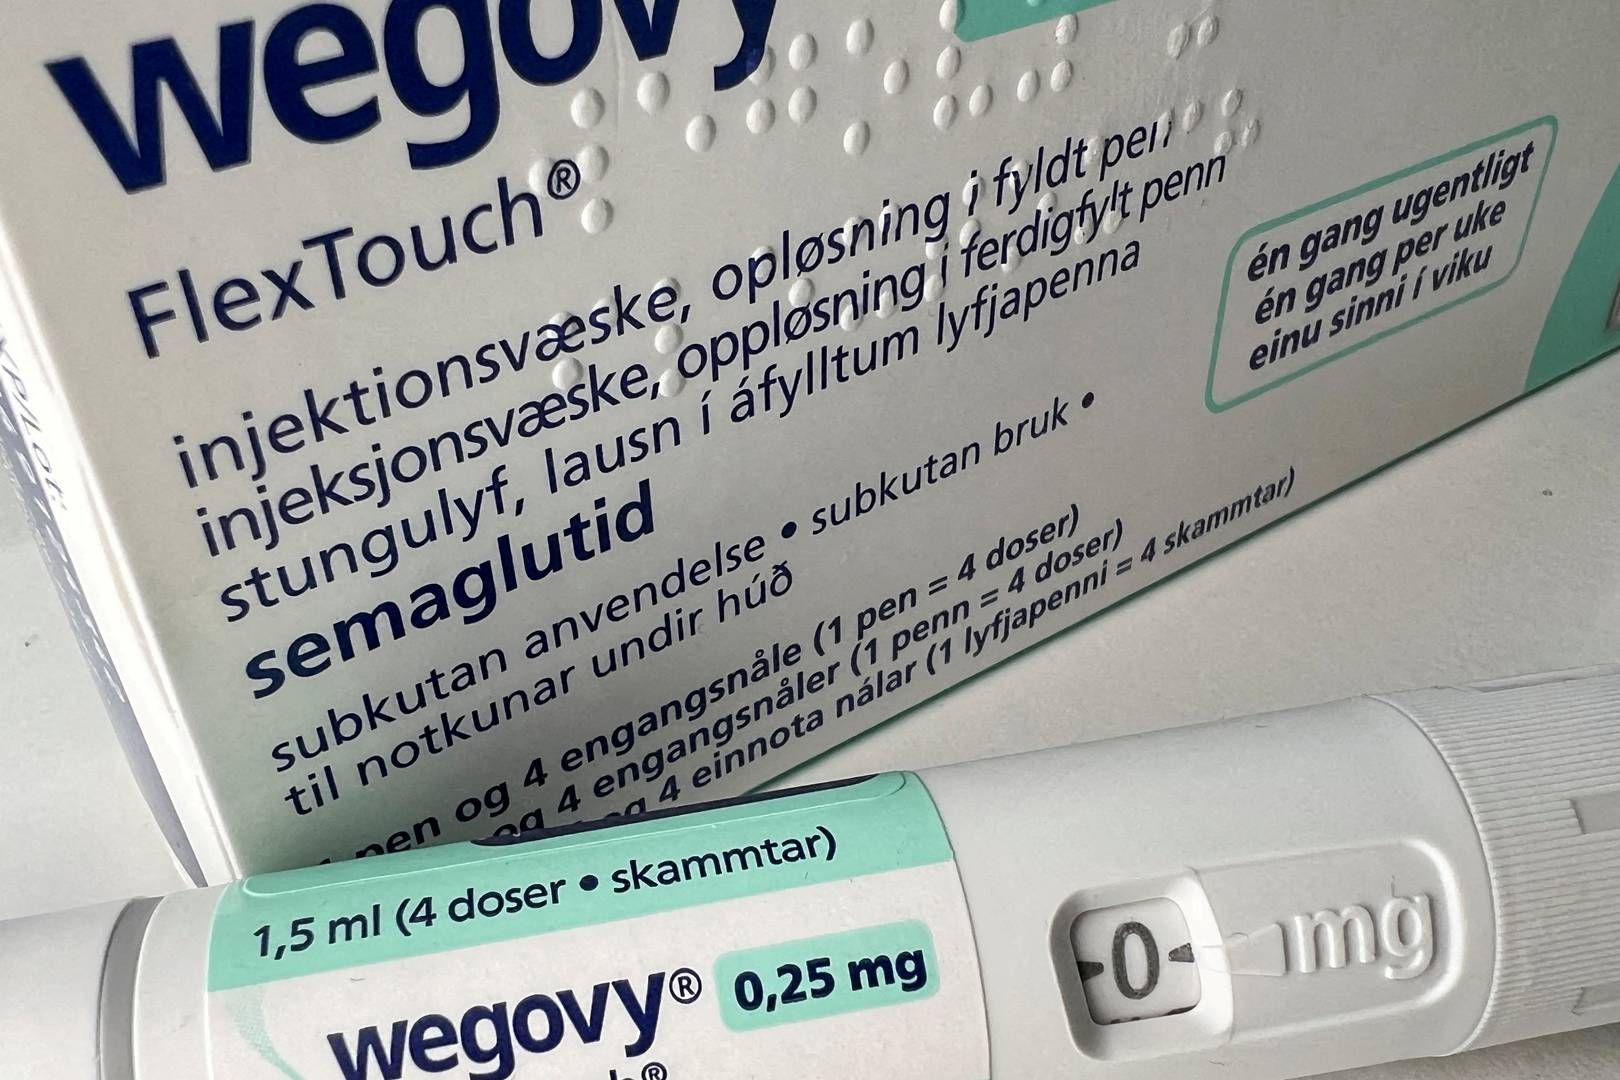 wegovy
FlexTouch®
injektionsvæske, opløsning i fyldt pen
injeksjonsvæske, oppløsning i ferdigfylt penn
stungulyf, lausn í áfylltum lyfjapenna
semaglutid
subkutan anvendelse • subkutan bruk •
til notkunar undir húð
1 pen og 4 engangsnåle (1 pen = 4 doser)
og 4 engangsnåler (1 penn = 4 doser)
og 4 einnota nálar (1 lyfjapenni = 4 skammtar)
én gang ugentligt
én gang per uke
einu sinni í viku
1,5 ml (4 doser • skammtar)
wegovy® 0,25 mg
0 mg